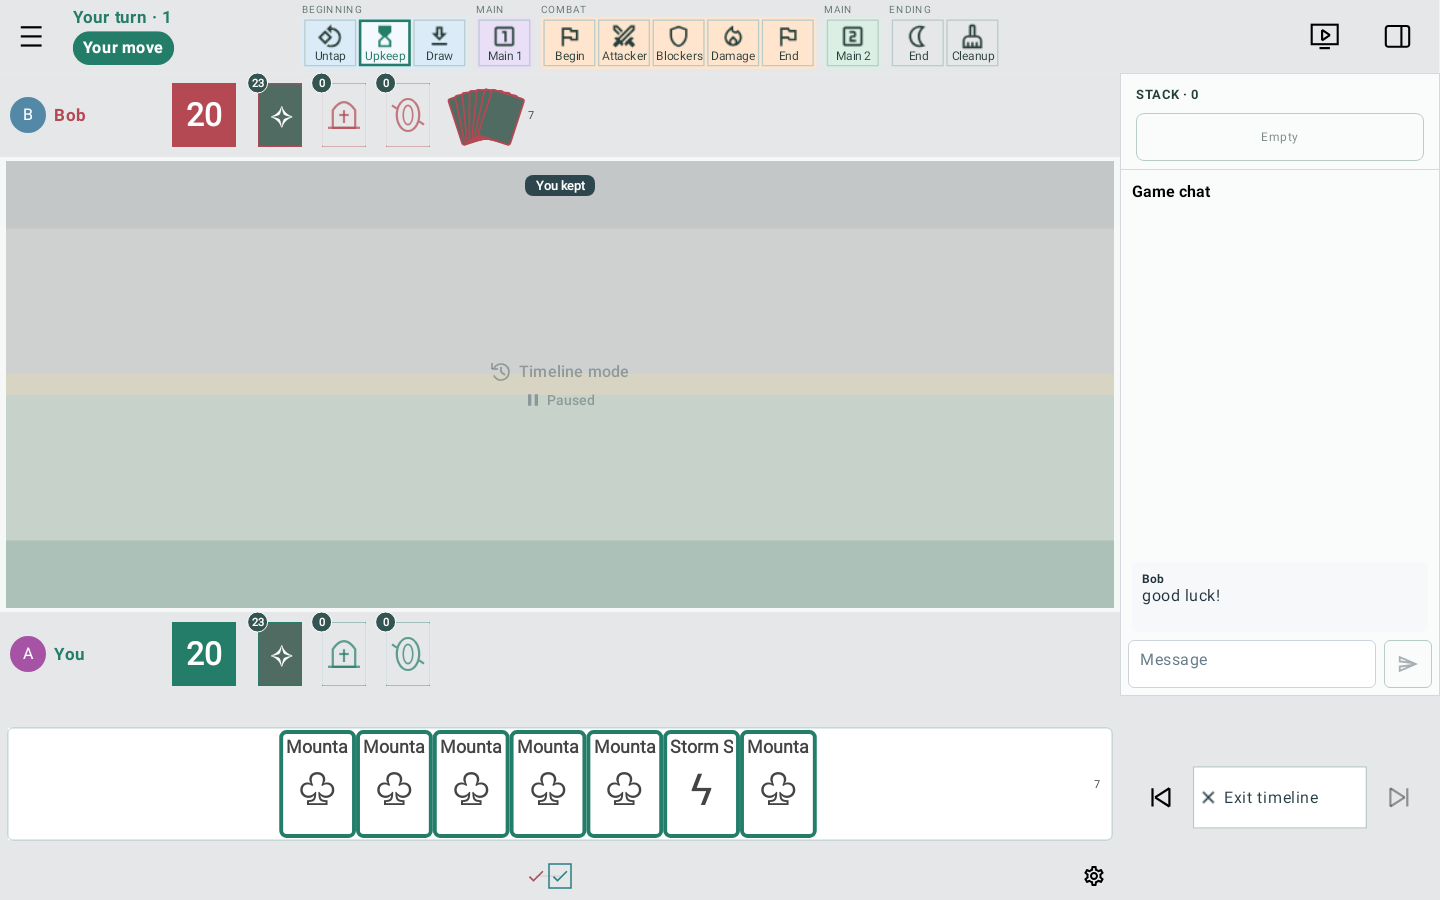 Your turn · 1
Your move
BEGINNING
MAIN
COMBAT
MAIN
ENDING
Untap
Upkeep
Draw
1
Main 1
Begin
Attacker
Blockers
Damage
End
2
Main 2
End
Cleanup
B
Bob
20
23
0
0
7
STACK · 0
Empty
You kept
Game chat
Timeline mode
Paused
Bob
good luck!
Message
A
You
20
23
0
0
Mounta
Mounta
Mounta
Mounta
Mounta
Storm S
Mounta
7
Exit timeline